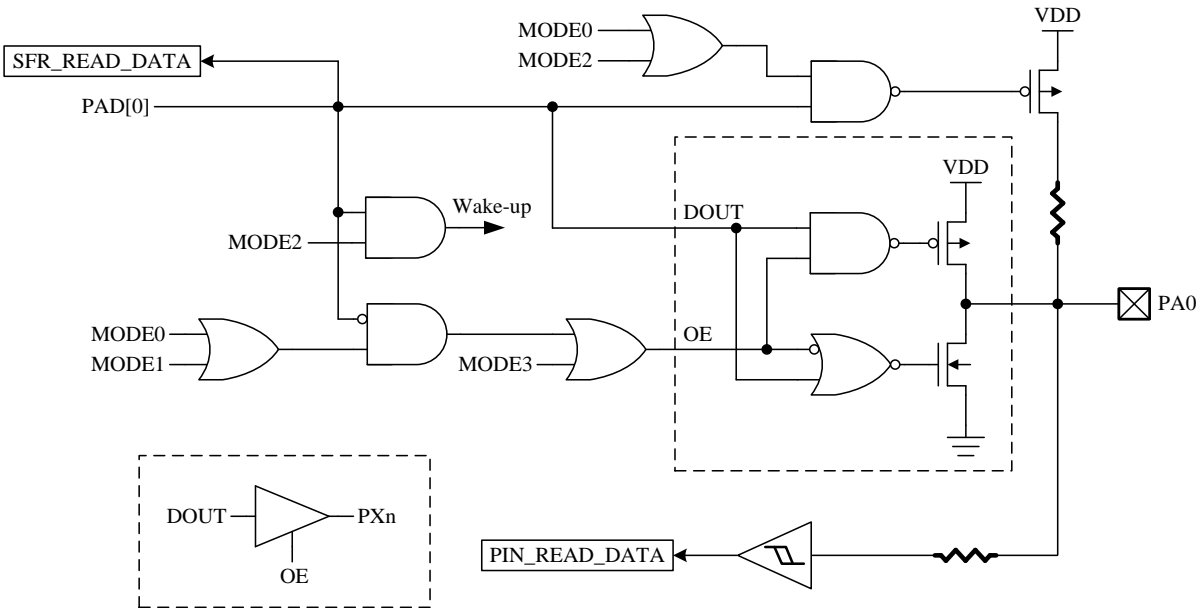 VDD
MODE0
MODE2
SFR_READ_DATA
PAD[0]
VDD
Wake-up
DOUT
MODE2
PA0
MODE0
MODE1
MODE3
OE
DOUT
PXn
OE
PIN_READ_DATA